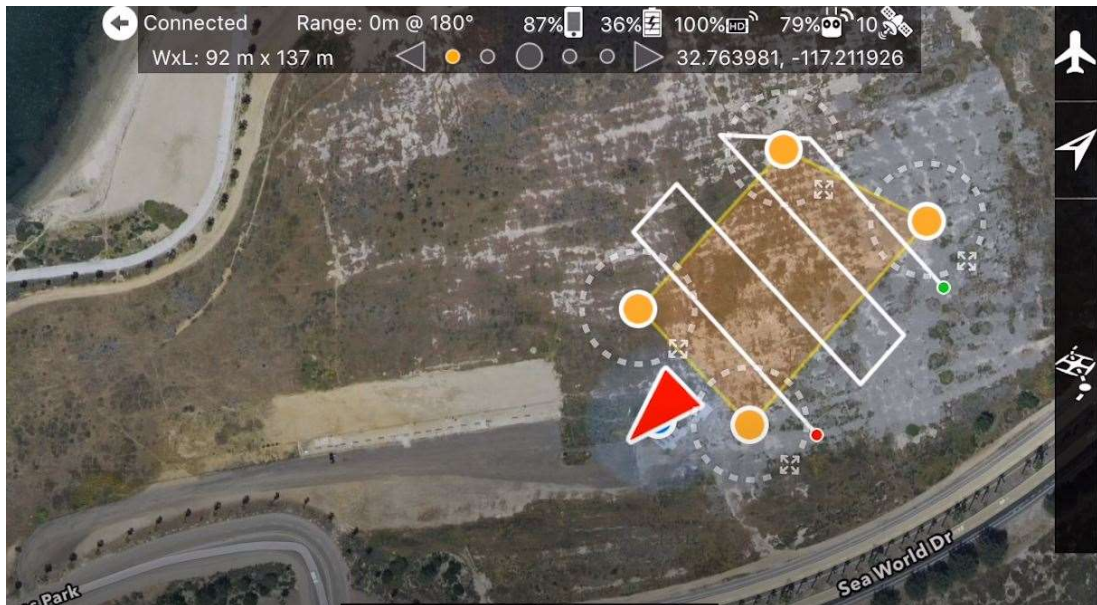 Connected Range: 0m @ 180° 87% 36% 100% HD 79% 10
WxL: 92 m x 137 m 32.763981, -117.211926
Sea World Dr
s Park